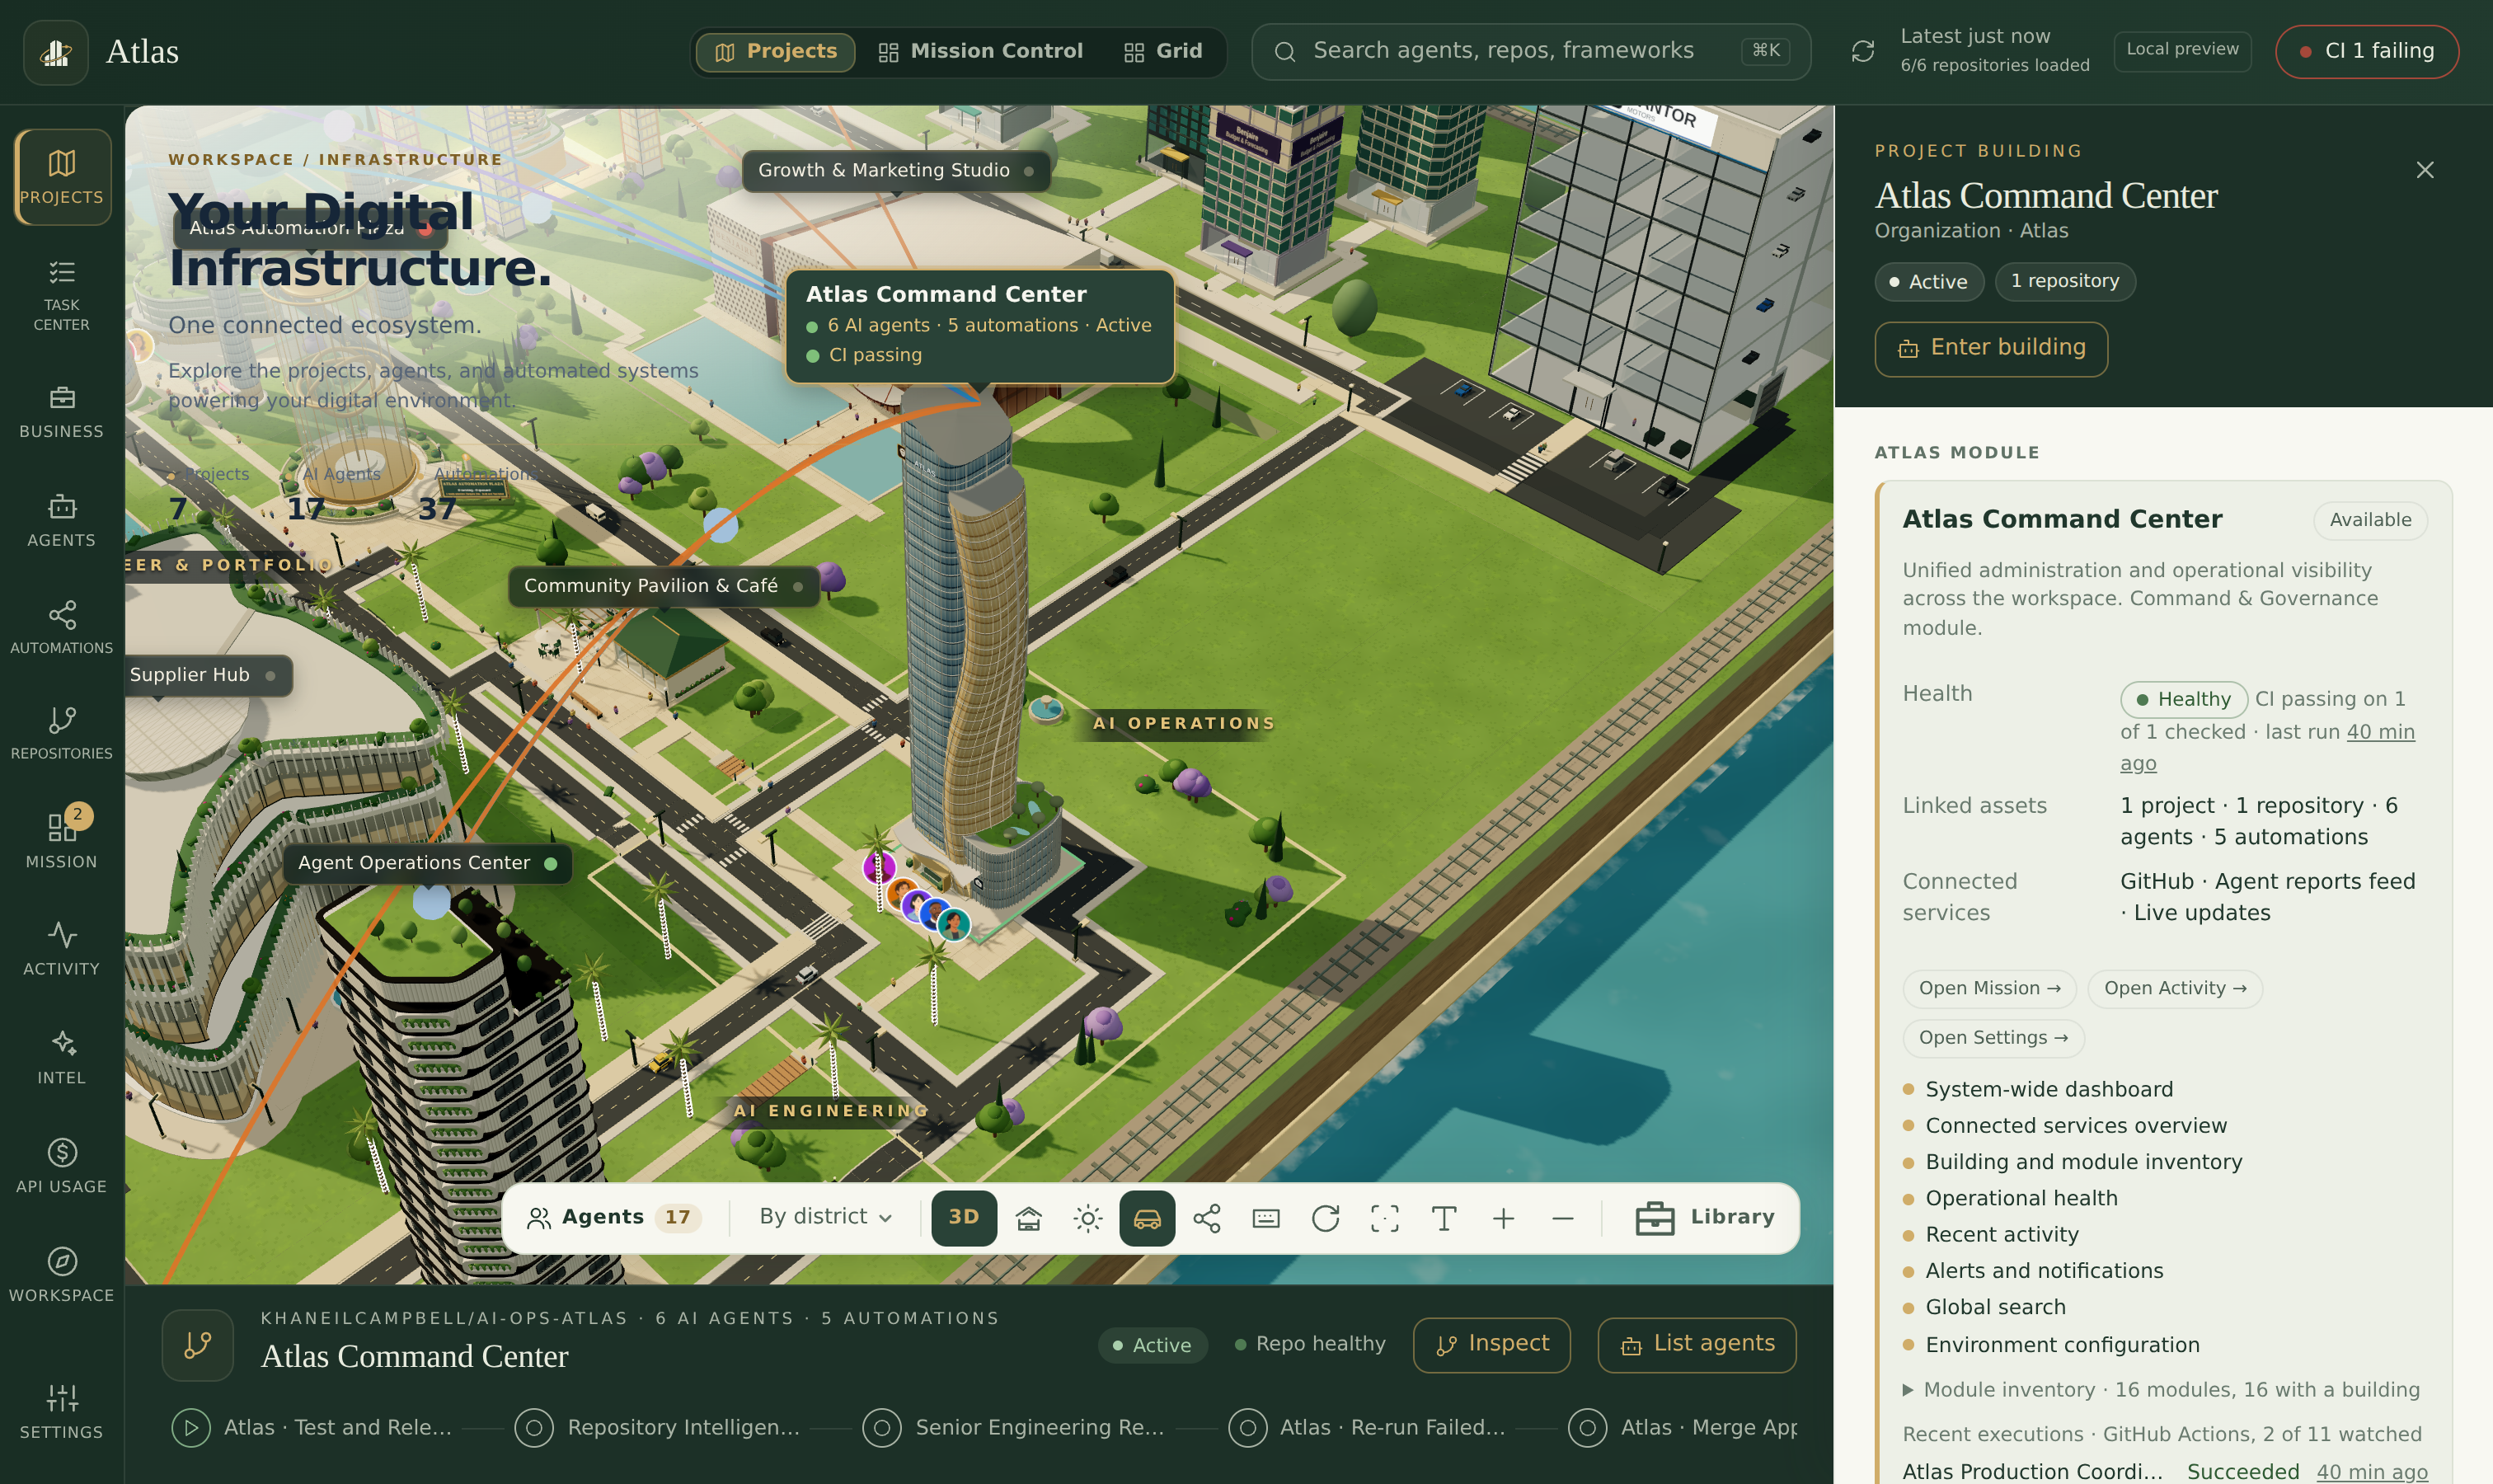 Atlas
Projects
Mission Control
Grid
Search agents, repos, frameworks
⌘K
Latest just now
6/6 repositories loaded
Local preview
CI 1 failing
PROJECTS
TASK
CENTER
BUSINESS
AGENTS
AUTOMATIONS
REPOSITORIES
2
MISSION
ACTIVITY
INTEL
API USAGE
WORKSPACE
SETTINGS
WORKSPACE / INFRASTRUCTURE
Your Digital
Infrastructure.
Atlas Automation Plaza
One connected ecosystem.
Explore the projects, agents, and automated systems
powering your digital environment.
Projects
7
AI Agents
17
Automations
37
Growth & Marketing Studio
Benjaire
Budget & Forecasting
Atlas Command Center
6 AI agents · 5 automations · Active
CI passing
ATLAS
ATLAS AUTOMATION PLAZA
EER & PORTFOLIO
Community Pavilion & Café
Supplier Hub
AI OPERATIONS
Agent Operations Center
AI ENGINEERING
Agents 17
By district
3D
Library
KHANEILCAMPBELL/AI-OPS-ATLAS · 6 AI AGENTS · 5 AUTOMATIONS
Atlas Command Center
Active
Repo healthy
Inspect
List agents
Atlas · Test and Rele...
Repository Intelligen...
Senior Engineering Re...
Atlas · Re-run Failed...
Atlas · Merge App
PROJECT BUILDING
Atlas Command Center
Organization · Atlas
Active
1 repository
Enter building
ATLAS MODULE
Atlas Command Center
Available
Unified administration and operational visibility
across the workspace. Command & Governance
module.
Health
Healthy CI passing on 1
of 1 checked · last run 40 min
ago
Linked assets
1 project · 1 repository · 6
agents · 5 automations
Connected
services
GitHub · Agent reports feed
· Live updates
Open Mission →
Open Activity →
Open Settings →
System-wide dashboard
Connected services overview
Building and module inventory
Operational health
Recent activity
Alerts and notifications
Global search
Environment configuration
Module inventory · 16 modules, 16 with a building
Recent executions · GitHub Actions, 2 of 11 watched
Atlas Production Coordi... Succeeded 40 min ago